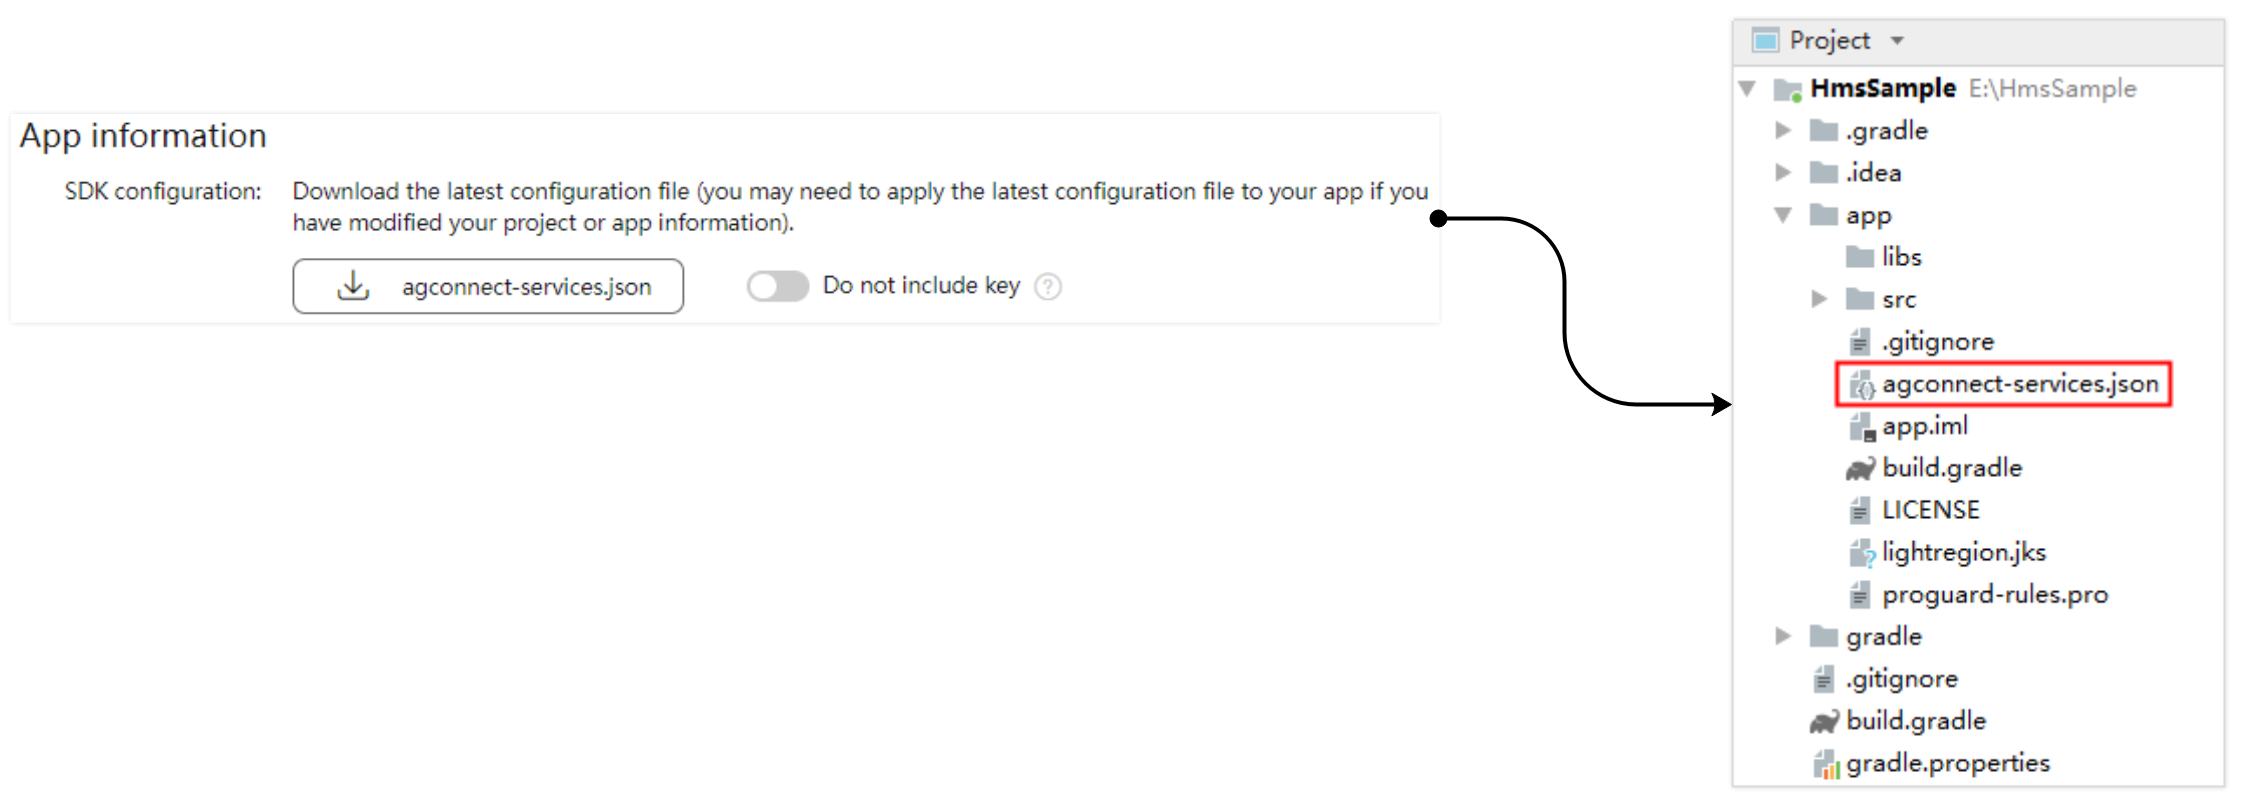 App information
SDK configuration:
Download the latest configuration file (you may need to apply the latest configuration file to your app if you
have modified your project or app information).
agconnect-services.json
Do not include key
?
Project
HmsSample E:\HmsSample
.gradle
.idea
app
libs
src
.gitignore
agconnect-services.json
app.iml
build.gradle
LICENSE
lightregion.jks
proguard-rules.pro
gradle
.gitignore
build.gradle
gradle.properties